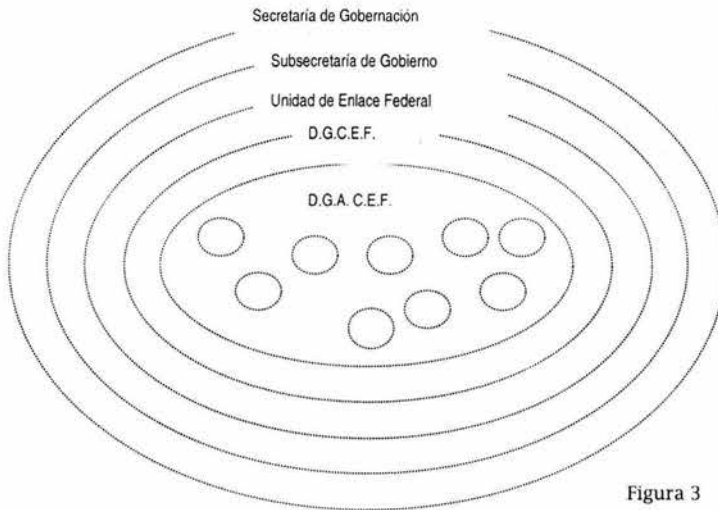 Secretaría de Gobernación
Subsecretaría de Gobierno
Unidad de Enlace Federal
D.G.C.E.F.
D.G.A. C.E.F.
Figura 3